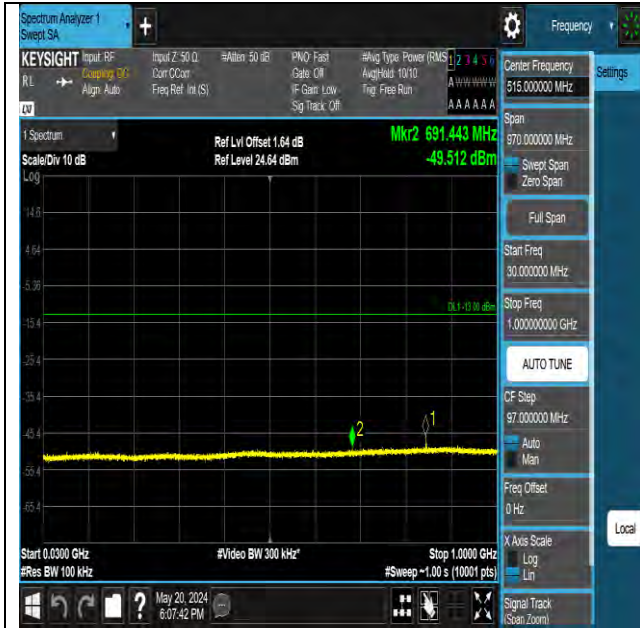 Spectrum Analyzer 1
Swept SA
+
Frequency
KEYSIGHT
RL
LXI
Input: RF
Coupling: DC
Align: Auto
Input Z: 50 Ω
Corr CCorr
Freq Ref: Int (S)
#Atten: 50 dB
PNO: Fast
Gate: Off
IF Gain: Low
Sig Track: Off
#Avg Type: Power (RMS)
Avg|Hold: 10/10
Trig: Free Run
1 2 3 4 5 6
A W W W W W
A A A A A A
1 Spectrum
Scale/Div 10 dB
Ref Lvl Offset 1.64 dB
Ref Level 24.64 dBm
Mkr2 691.443 MHz
-49.512 dBm
Log
14.6
4.64
-5.36
-15.4
-25.4
-35.4
-45.4
-55.4
-65.4
DL1 -13.00 dBm
2
1
Start 0.0300 GHz
#Res BW 100 kHz
#Video BW 300 kHz*
Stop 1.0000 GHz
#Sweep ~1.00 s (10001 pts)
May 20, 2024
6:07:42 PM
Center Frequency
515.000000 MHz
Settings
Span
970.000000 MHz
Swept Span
Zero Span
Full Span
Start Freq
30.000000 MHz
Stop Freq
1.000000000 GHz
AUTO TUNE
CF Step
97.000000 MHz
Auto
Man
Freq Offset
0 Hz
Local
X Axis Scale
Log
Lin
Signal Track
(Span Zoom)